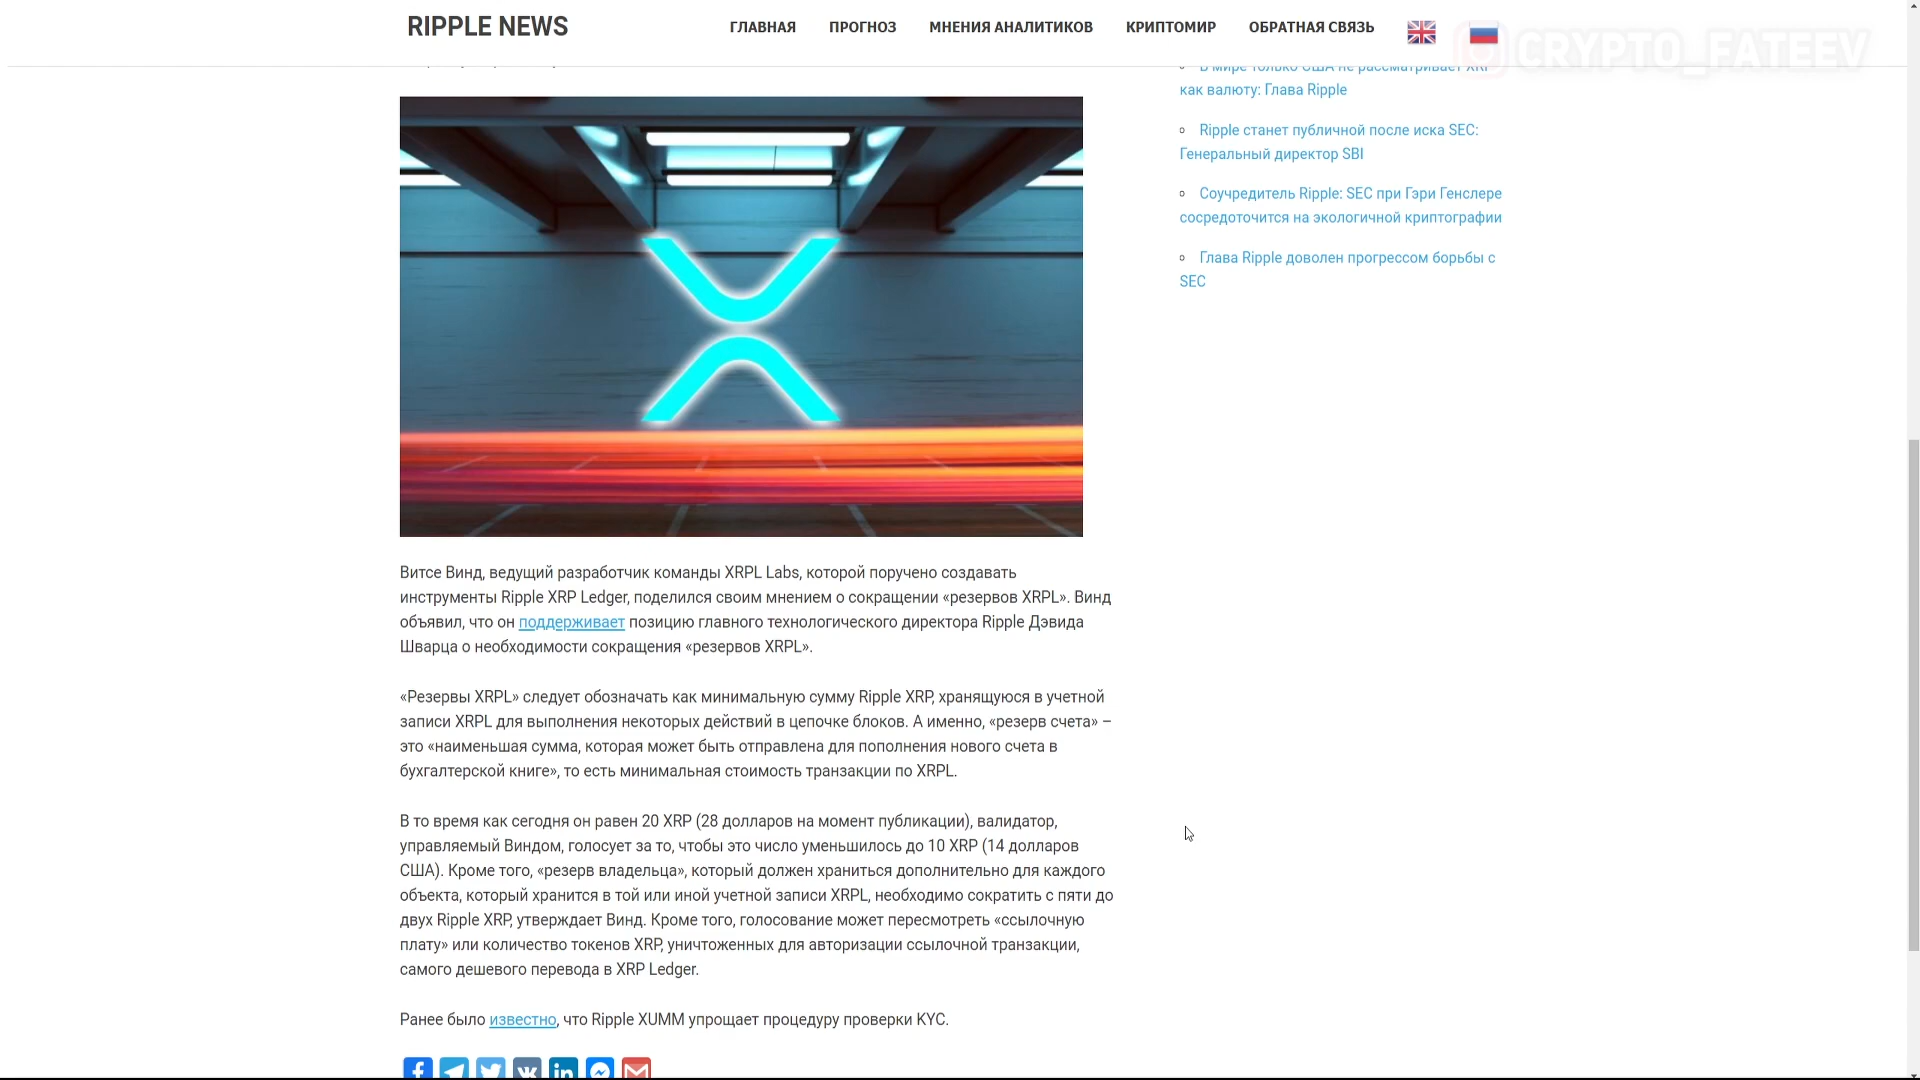 RIPPLE NEWS
ГЛАВНАЯ ПРОГНОЗ МНЕНИЯ АНАЛИТИКОВ КРИПТОМИР ОБРАТНАЯ СВЯЗЬ
CRYPTO_FATEEV
В мире только США не рассматривает XRP
как валюту: Глава Ripple
Ripple станет публичной после иска SEC:
Генеральный директор SBI
Соучредитель Ripple: SEC при Гэри Генслере
сосредоточится на экологичной криптографии
Глава Ripple доволен прогрессом борьбы с
SEC
Витсе Винд, ведущий разработчик команды XRPL Labs, которой поручено создавать
инструменты Ripple XRP Ledger, поделился своим мнением о сокращении «резервов XRPL». Винд
объявил, что он поддерживает позицию главного технологического директора Ripple Дэвида
Шварца о необходимости сокращения «резервов XRPL».
«Резервы XRPL» следует обозначать как минимальную сумму Ripple XRP, хранящуюся в учетной
записи XRPL для выполнения некоторых действий в цепочке блоков. А именно, «резерв счета» –
это «наименьшая сумма, которая может быть отправлена для пополнения нового счета в
бухгалтерской книге», то есть минимальная стоимость транзакции по XRPL.
В то время как сегодня он равен 20 XRP (28 долларов на момент публикации), валидатор,
управляемый Виндом, голосует за то, чтобы это число уменьшилось до 10 XRP (14 долларов
США). Кроме того, «резерв владельца», который должен храниться дополнительно для каждого
объекта, который хранится в той или иной учетной записи XRPL, необходимо сократить с пяти до
двух Ripple XRP, утверждает Винд. Кроме того, голосование может пересмотреть «ссылочную
плату» или количество токенов XRP, уничтоженных для авторизации ссылочной транзакции,
самого дешевого перевода в XRP Ledger.
Ранее было известно, что Ripple XUMM упрощает процедуру проверки KYC.